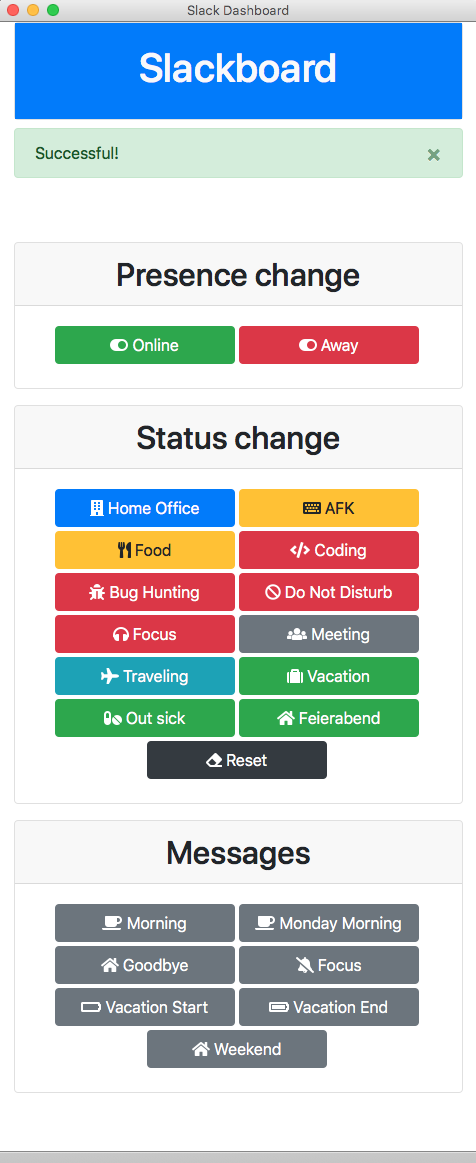 Slack Dashboard
Slackboard
Successful! ×
Presence change
Online Away
Status change
Home Office AFK
Food Coding
Bug Hunting Do Not Disturb
Focus Meeting
Traveling Vacation
Out sick Feierabend
Reset
Messages
Morning Monday Morning
Goodbye Focus
Vacation Start Vacation End
Weekend